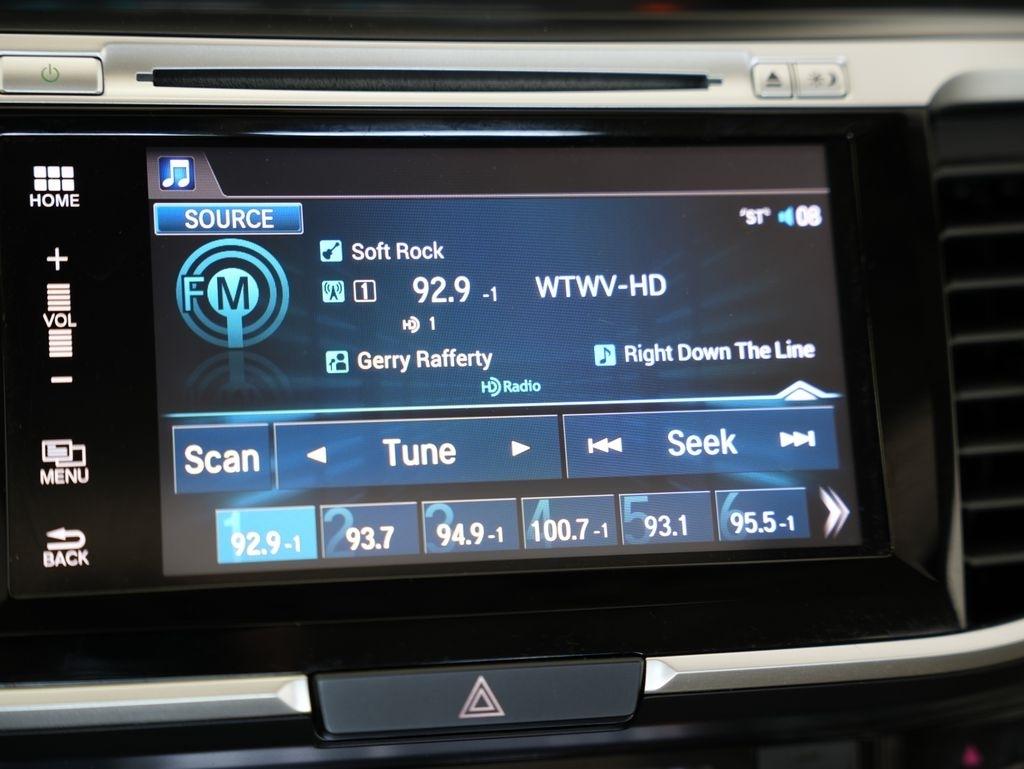 HOME
SOURCE
"ST" 08
Soft Rock
+
VOL
−
1 92.9 -1 WTWV-HD
HD 1
FM
Gerry Rafferty Right Down The Line
HD Radio
MENU
Scan ◄ Tune ► Seek
BACK
1 92.9-1
2 93.7
3 94.9-1
4 100.7-1
5 93.1
6 95.5-1